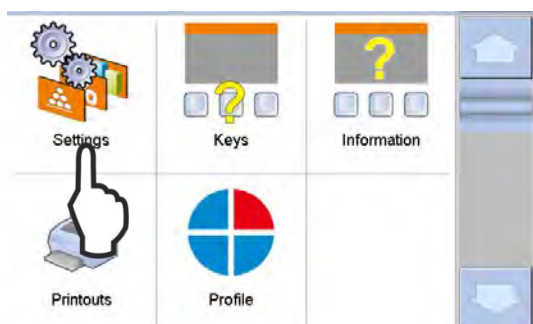 Settings
Keys
Information
Printouts
Profile